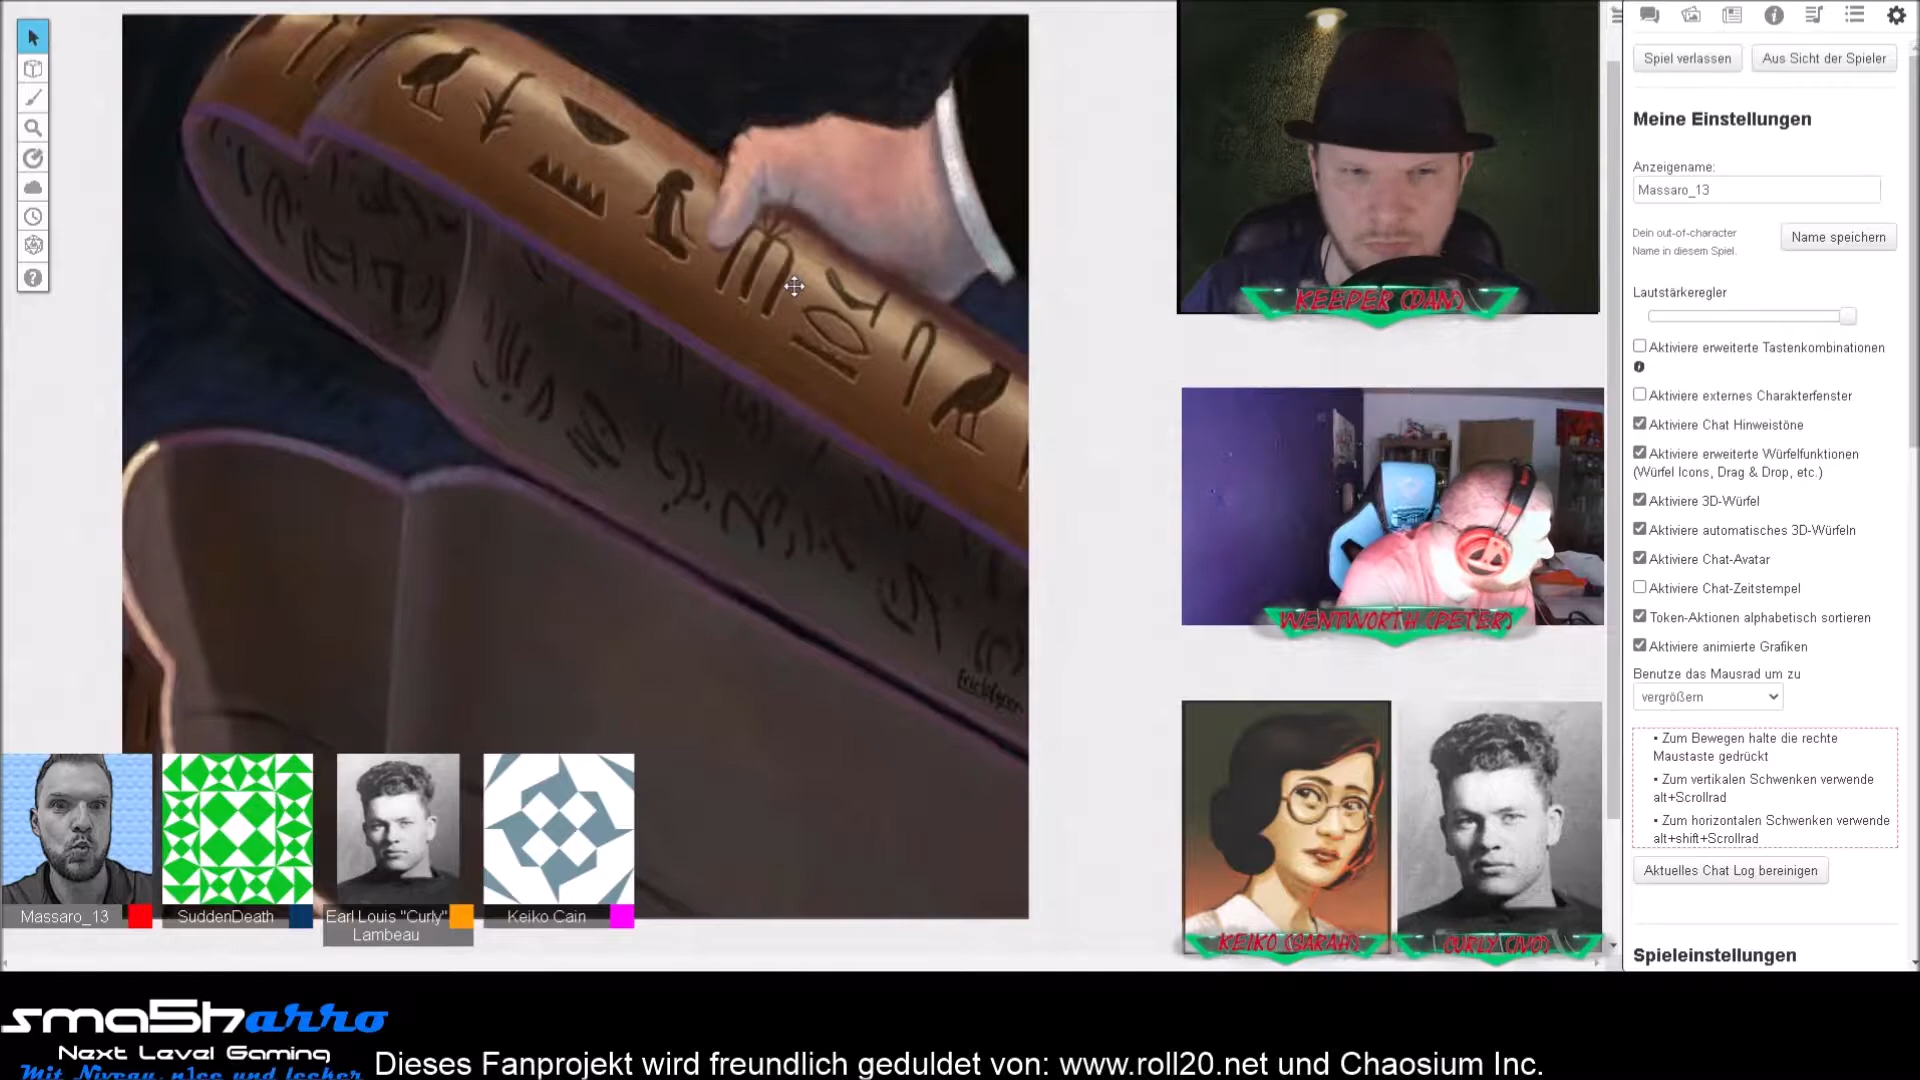 Spiel verlassen
Aus Sicht der Spieler
Meine Einstellungen
Anzeigename:
Massaro_13
Dein out-of-character
Name in diesem Spiel.
Name speichern
Lautstärkeregler
Aktiviere erweiterte Tastenkombinationen
Aktiviere externes Charakterfenster
Aktiviere Chat Hinweistöne
Aktiviere erweiterte Würfelfunktionen
(Würfel Icons, Drag & Drop, etc.)
Aktiviere 3D-Würfel
Aktiviere automatisches 3D-Würfeln
Aktiviere Chat-Avatar
Aktiviere Chat-Zeitstempel
Token-Aktionen alphabetisch sortieren
Aktiviere animierte Grafiken
Benutze das Mausrad um zu
vergrößern
▪ Zum Bewegen halte die rechte
Maustaste gedrückt
▪ Zum vertikalen Schwenken verwende
alt+Scrollrad
▪ Zum horizontalen Schwenken verwende
alt+shift+Scrollrad
Aktuelles Chat Log bereinigen
Spieleinstellungen
KEEPER (DAN)
WENTWORTH (PETER)
KEIKO (SARAH)
CURLY (IVO)
Massaro_13
SuddenDeath
Earl Louis "Curly"
Lambeau
Keiko Cain
smaSharro
Next Level Gaming
Mit Niveau, nice und lecker
Dieses Fanprojekt wird freundlich geduldet von: www.roll20.net und Chaosium Inc.